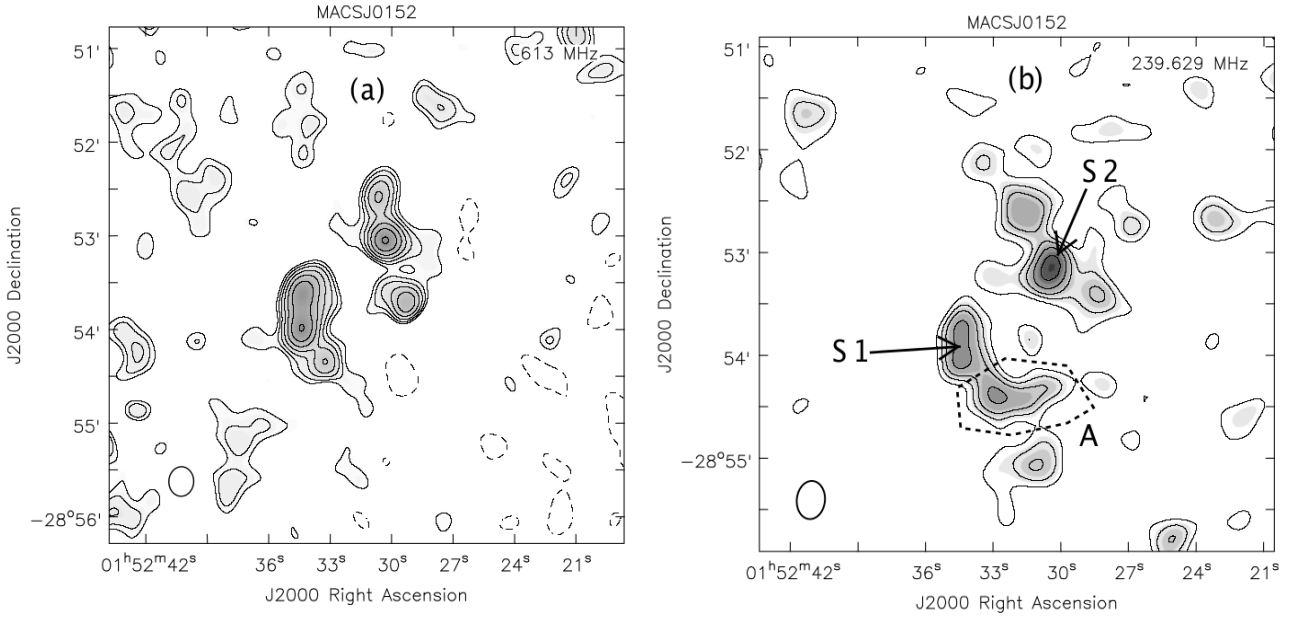 MACSJ0152
613 MHz
(a)
51'
52'
53'
54'
55'
−28°56'
J2000 Declination
01ʰ52ᵐ42ˢ 36ˢ 33ˢ 30ˢ 27ˢ 24ˢ 21ˢ
J2000 Right Ascension
MACSJ0152
239.629 MHz
(b)
51'
52'
S2
53'
54'
S1
A
−28°55'
J2000 Declination
01ʰ52ᵐ42ˢ 36ˢ 33ˢ 30ˢ 27ˢ 24ˢ 21ˢ
J2000 Right Ascension